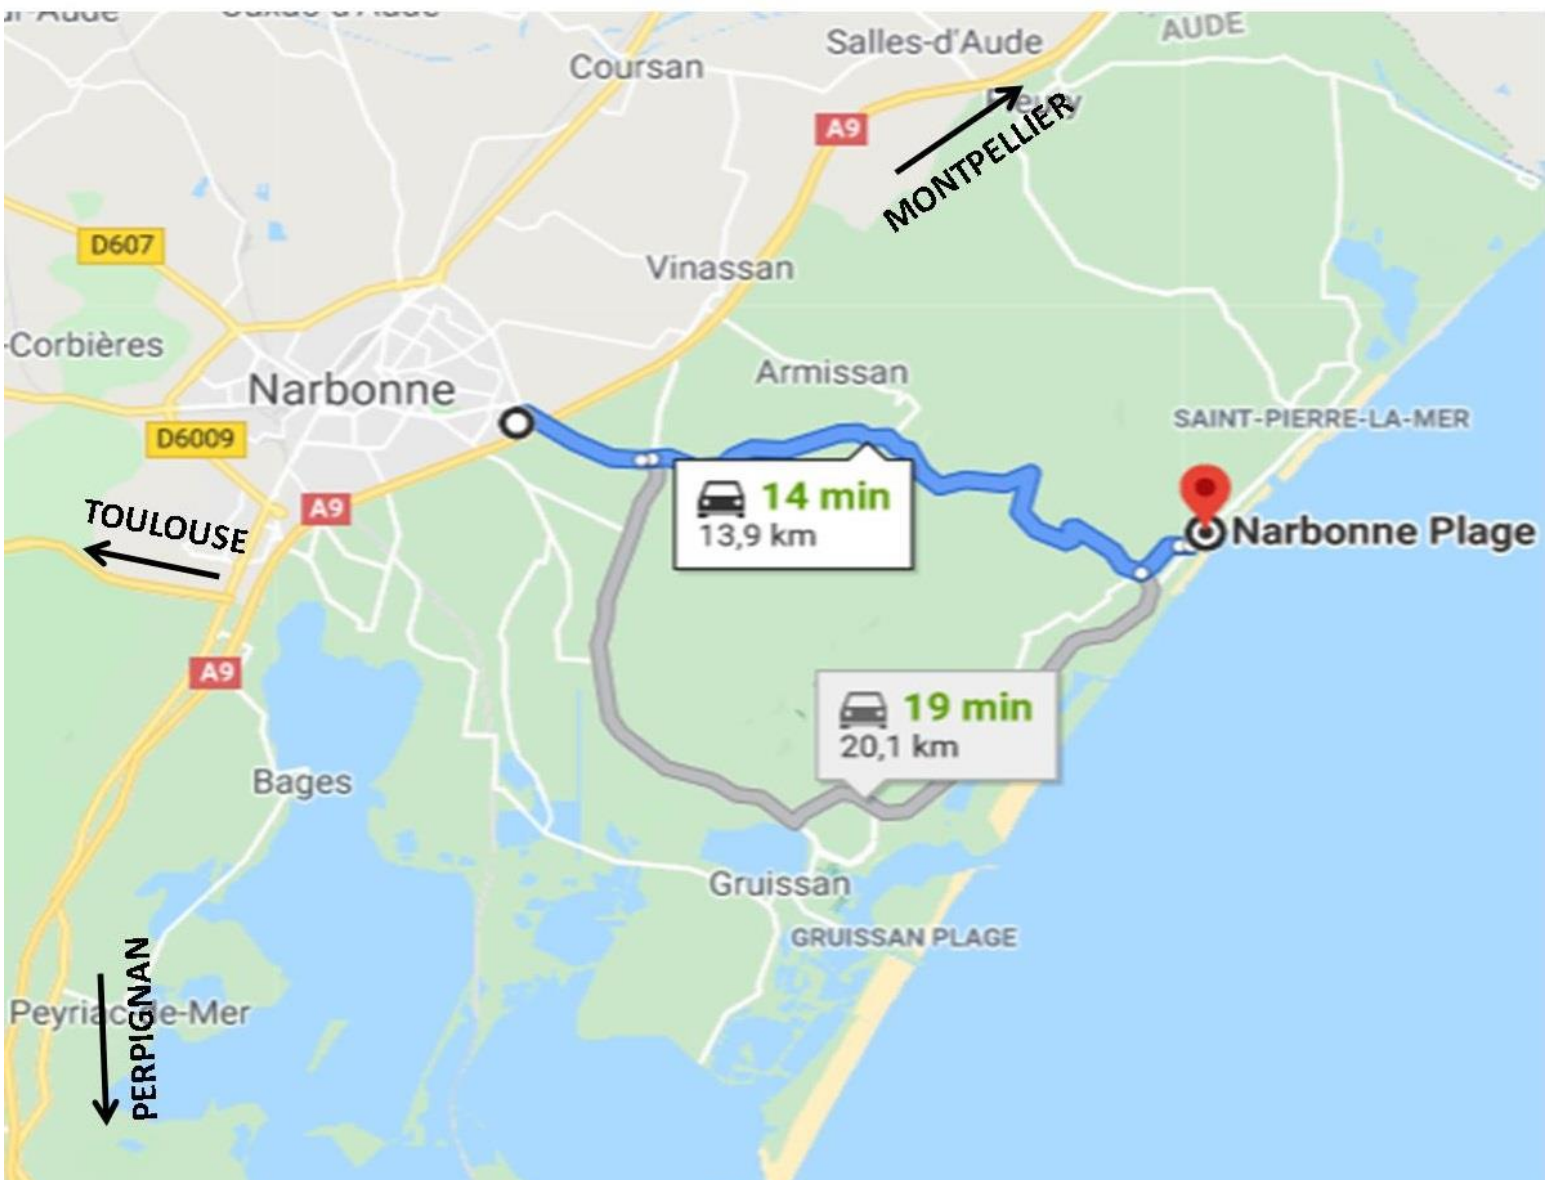 Coursan
Salles-d'Aude
AUDE
Fleury
A9
MONTPELLIER
D607
Vinassan
-Corbières
Narbonne
Armissan
SAINT-PIERRE-LA-MER
D6009
14 min
13,9 km
A9
TOULOUSE
Narbonne Plage
A9
19 min
20,1 km
Bages
Gruissan
GRUISSAN PLAGE
Peyriac-de-Mer
PERPIGNAN